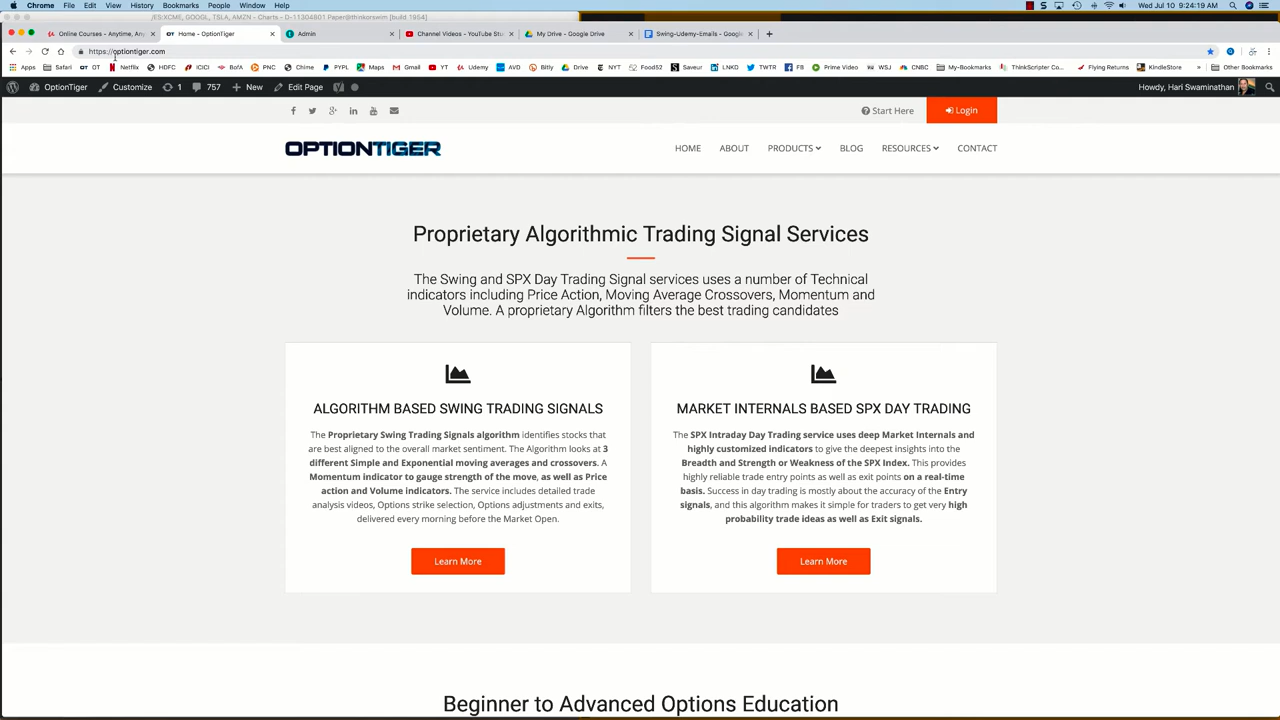 Chrome File Edit View History Bookmarks People Window Help Wed Jul 10 9:24:19 AM
/ES:XCME, GOOGL, TSLA, AMZN - Charts - D-11304801 Paper@thinkorswim [build 1954]
Online Courses - Anytime, Any Home - OptionTiger Admin Channel Videos - YouTube Stu My Drive - Google Drive Swing-Udemy-Emails - Google
https://optiontiger.com
Apps Safari OT Netflix HDFC ICICI PNC Chime PYPL Maps Gmail YT Udemy AVD Bitly Drive NYT Food52 Saveur LNKD TWTR FB Prime Video WSJ CNBC My-Bookmarks ThinkScripter Co... Flying Returns KindleStore Other Bookmarks
OptionTiger Customize 1 757 New Edit Page Howdy, Hari Swaminathan
Start Here Login
OPTIONTIGER HOME ABOUT PRODUCTS BLOG RESOURCES CONTACT
Proprietary Algorithmic Trading Signal Services
The Swing and SPX Day Trading Signal services uses a number of Technical
indicators including Price Action, Moving Average Crossovers, Momentum and
Volume. A proprietary Algorithm filters the best trading candidates
ALGORITHM BASED SWING TRADING SIGNALS
The Proprietary Swing Trading Signals algorithm identifies stocks that
are best aligned to the overall market sentiment. The Algorithm looks at 3
different Simple and Exponential moving averages and crossovers. A
Momentum indicator to gauge strength of the move, as well as Price
action and Volume indicators. The service includes detailed trade
analysis videos, Options strike selection, Options adjustments and exits,
delivered every morning before the Market Open.
Learn More
MARKET INTERNALS BASED SPX DAY TRADING
The SPX Intraday Day Trading service uses deep Market Internals and
highly customized indicators to give the deepest insights into the
Breadth and Strength or Weakness of the SPX Index. This provides
highly reliable trade entry points as well as exit points on a real-time
basis. Success in day trading is mostly about the accuracy of the Entry
signals, and this algorithm makes it simple for traders to get very high
probability trade ideas as well as Exit signals.
Learn More
Beginner to Advanced Options Education